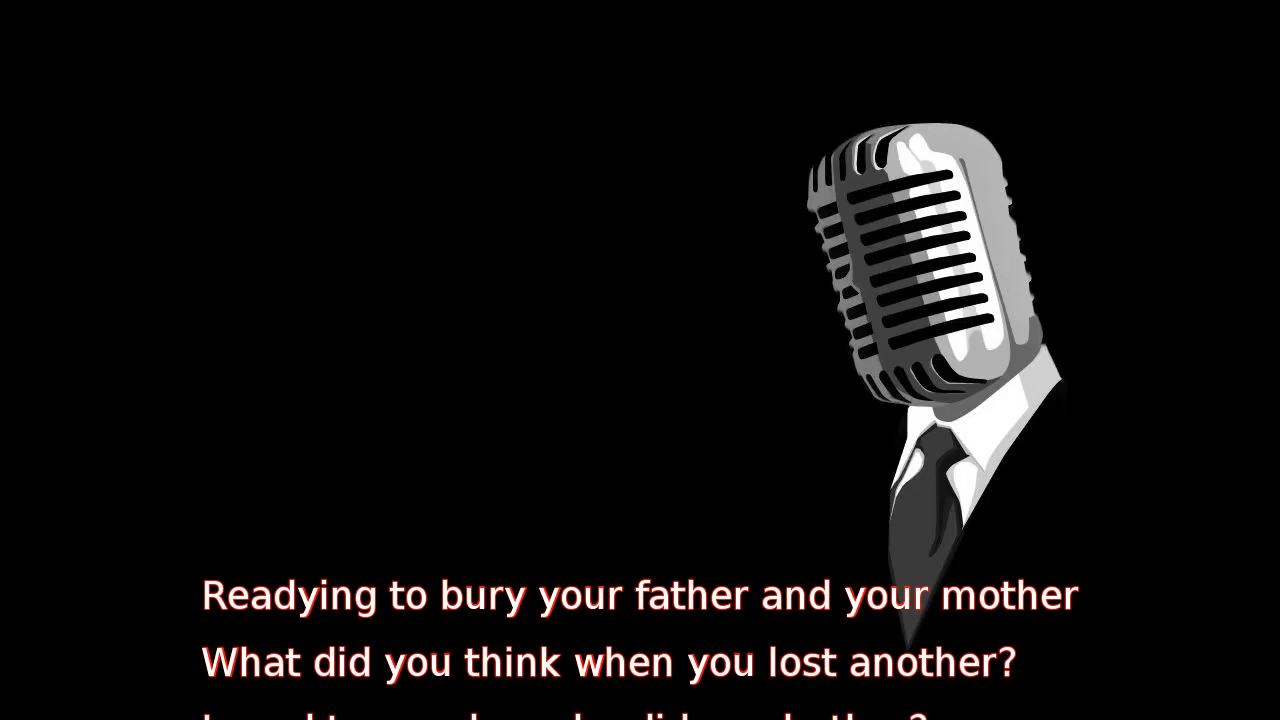 Readying to bury your father and your mother
What did you think when you lost another?